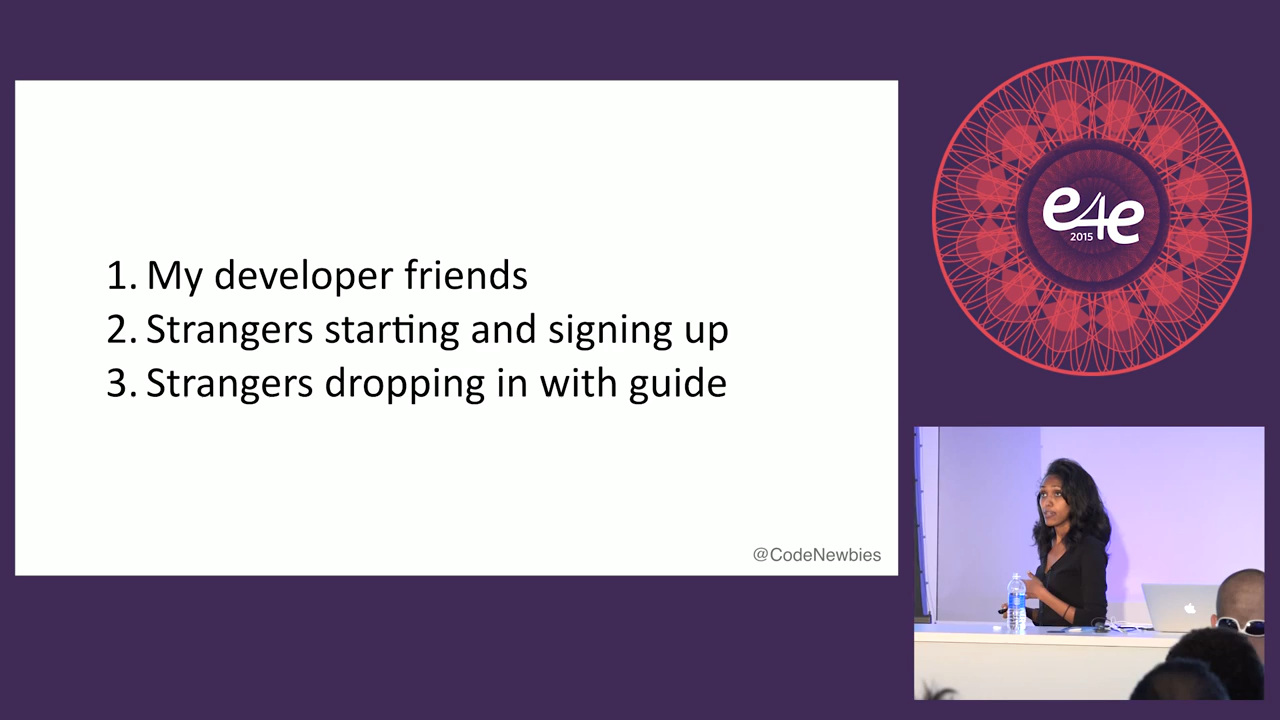 1. My developer friends
2. Strangers starting and signing up
3. Strangers dropping in with guide
@CodeNewbies
e4e
2015